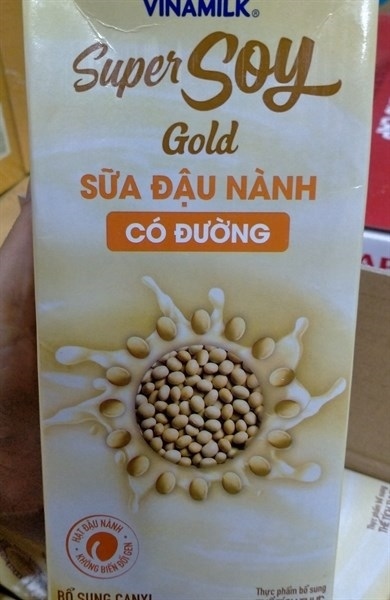 VINAMILK®
Super SOY
Gold
SỮA ĐẬU NÀNH
CÓ ĐƯỜNG
HẠT ĐẬU NÀNH
KHÔNG BIẾN ĐỔI GEN
BỔ SUNG CANXI
Thực phẩm bổ sung